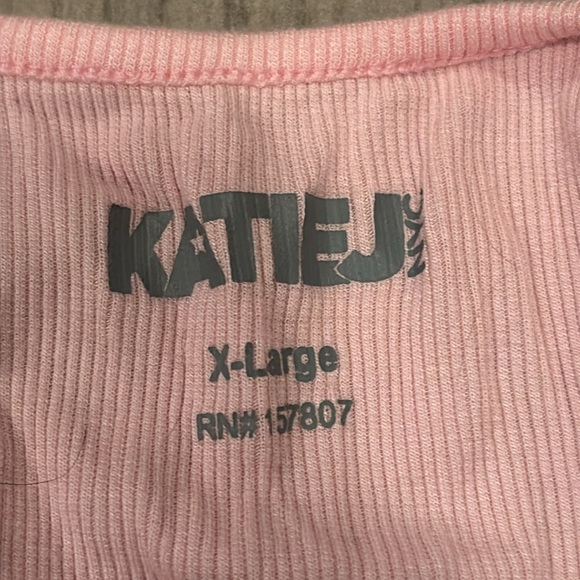 KATIEJ NYC
X-Large
RN# 157807